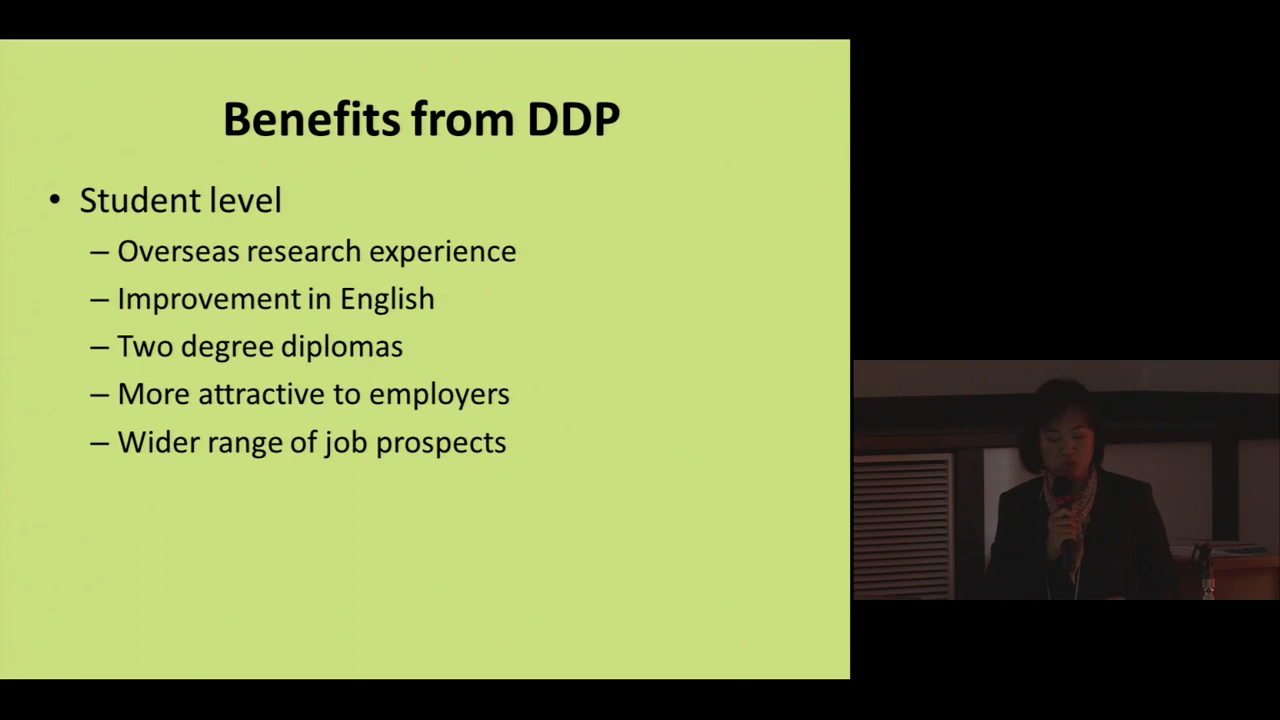 Benefits from DDP
• Student level
– Overseas research experience
– Improvement in English
– Two degree diplomas
– More attractive to employers
– Wider range of job prospects